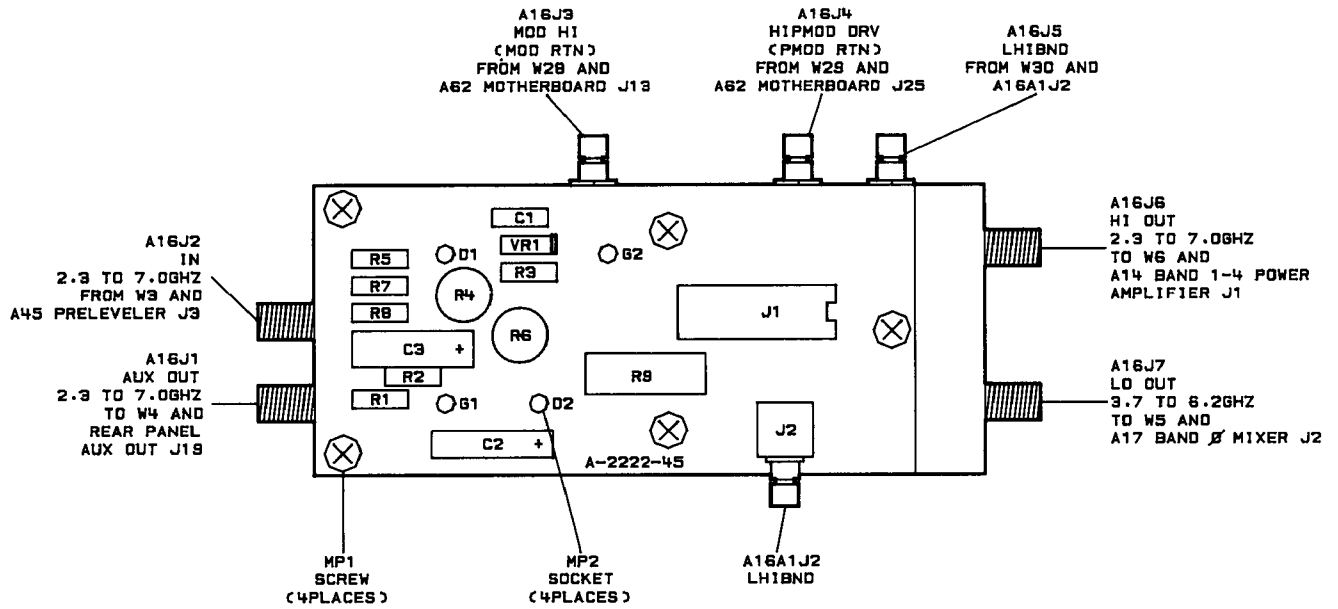 A16J3
MOD HI
(MOD RTN)
FROM W28 AND
A62 MOTHERBOARD J13
A16J4
HIPMOD DRV
(PMOD RTN)
FROM W29 AND
A62 MOTHERBOARD J25
A16J5
LHIBND
FROM W30 AND
A16A1J2
A16J2
IN
2.3 TO 7.0GHZ
FROM W3 AND
A45 PRELEVELER J3
A16J1
AUX OUT
2.3 TO 7.0GHZ
TO W4 AND
REAR PANEL
AUX OUT J19
C1
VR1
R3
D1
G2
R5
R7
R8
R4
R6
C3 +
R2
R1
G1
D2
C2 +
J1
R9
J2
A-2222-45
A16J6
HI OUT
2.3 TO 7.0GHZ
TO W6 AND
A14 BAND 1-4 POWER
AMPLIFIER J1
A16J7
LO OUT
3.7 TO 6.2GHZ
TO W5 AND
A17 BAND Ø MIXER J2
MP1
SCREW
(4PLACES)
MP2
SOCKET
(4PLACES)
A16A1J2
LHIBND